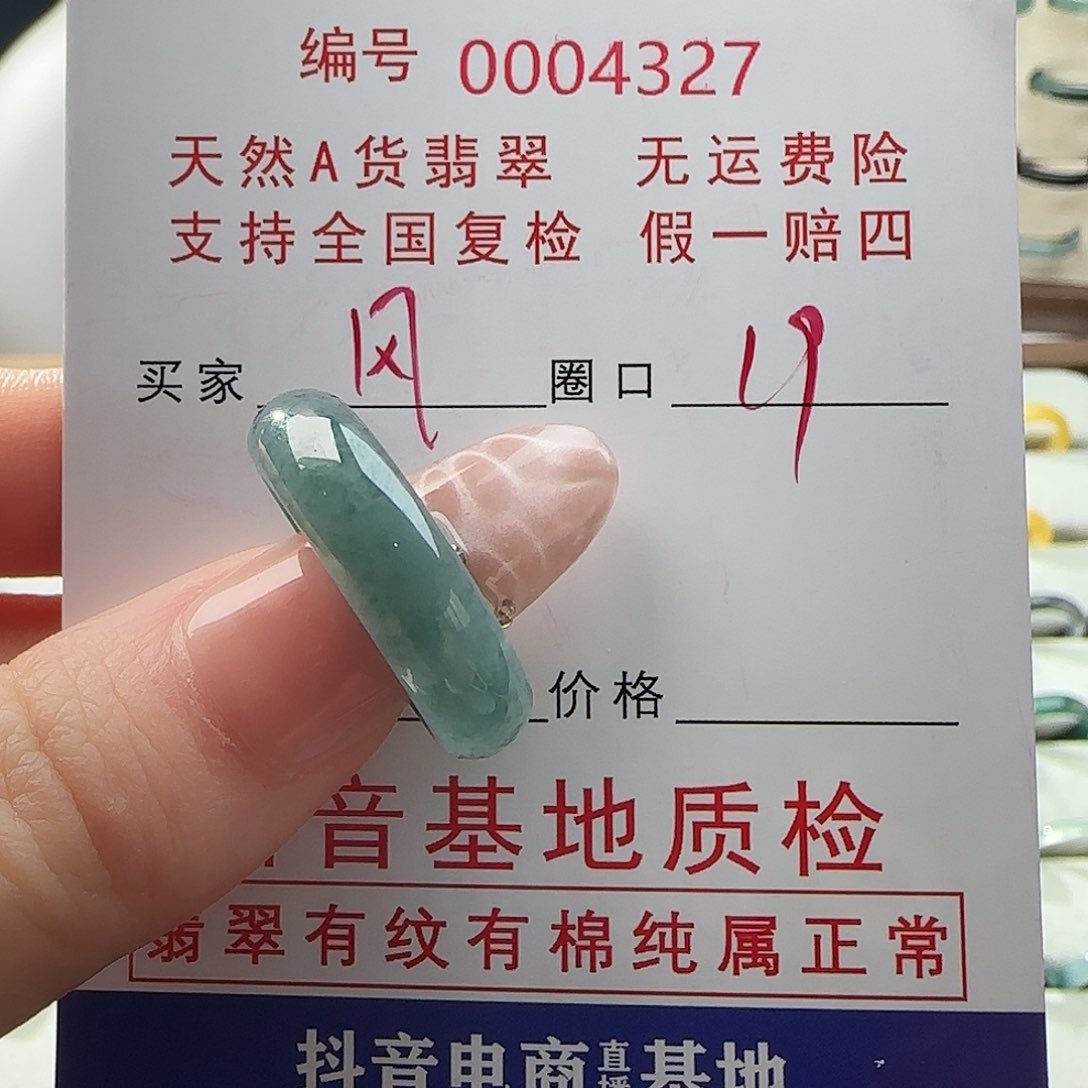 编号 0004327
天然A货翡翠 无运费险
支持全国复检 假一赔四
买家 风 圈口 19
价格
音基地质检
翡翠有纹有棉纯属正常
抖音电商直播基地